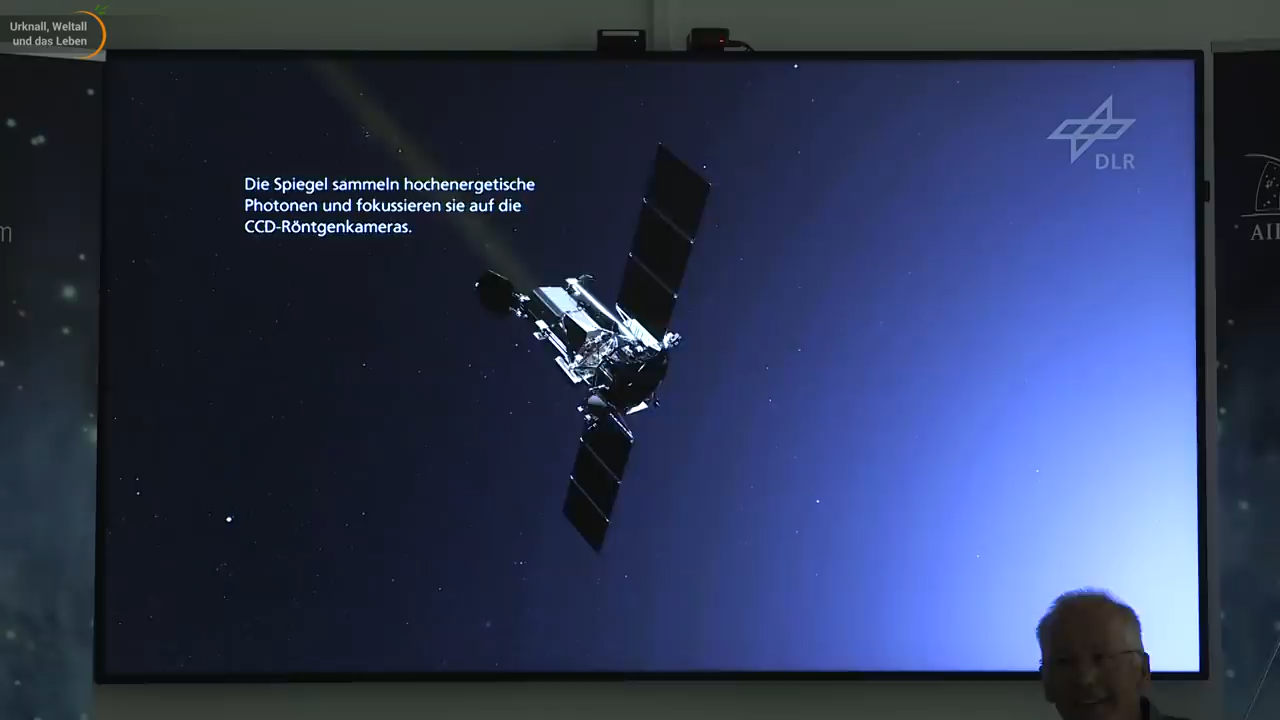 Urknall, Weltall
und das Leben
DLR
Die Spiegel sammeln hochenergetische
Photonen und fokussieren sie auf die
CCD-Röntgenkameras.
m